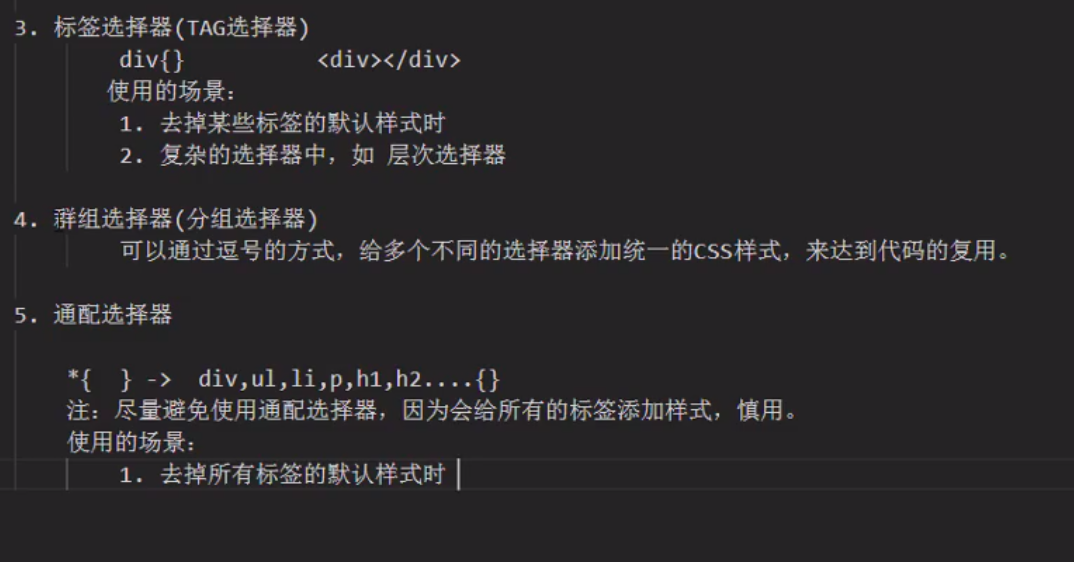 3. 标签选择器(TAG选择器)
div{} <div></div>
使用的场景:
1. 去掉某些标签的默认样式时
2. 复杂的选择器中，如 层次选择器
4. 群组选择器(分组选择器)
可以通过逗号的方式，给多个不同的选择器添加统一的CSS样式，来达到代码的复用。
5. 通配选择器
*{ } -> div,ul,li,p,h1,h2....{}
注：尽量避免使用通配选择器，因为会给所有的标签添加样式，慎用。
使用的场景：
1. 去掉所有标签的默认样式时